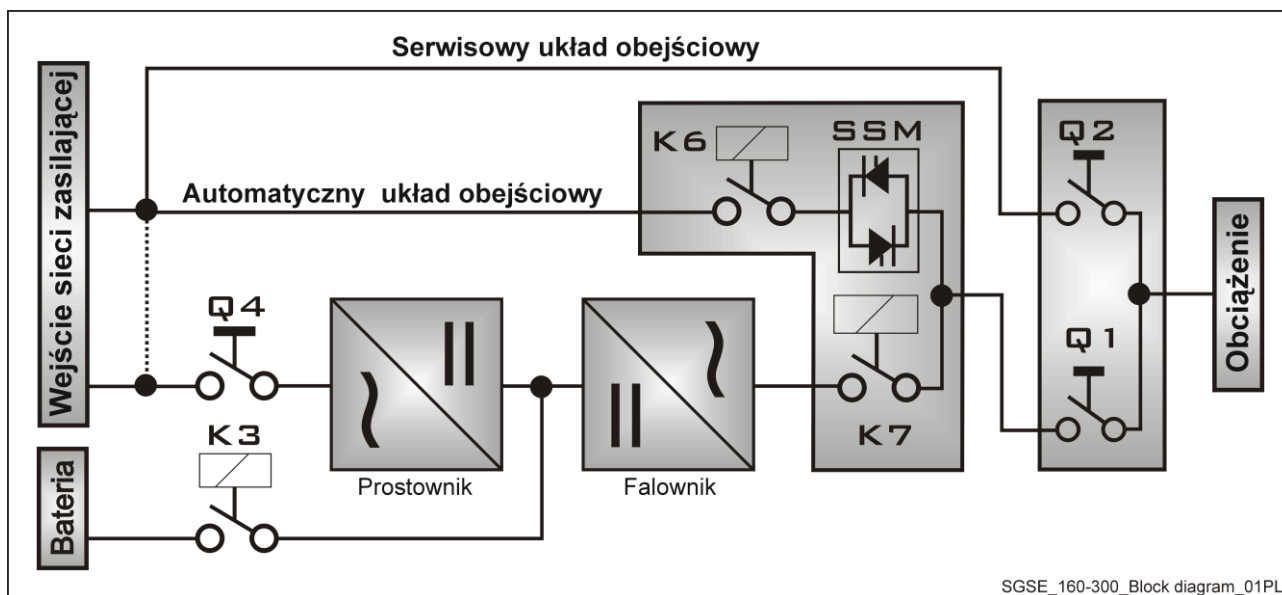 Serwisowy układ obejściowy
Wejście sieci zasilającej
K6
SSM
Q2
Automatyczny układ obejściowy
Obciążenie
Q4
Q1
K7
Prostownik
Falownik
K3
Bateria
SGSE_160-300_Block diagram_01PL